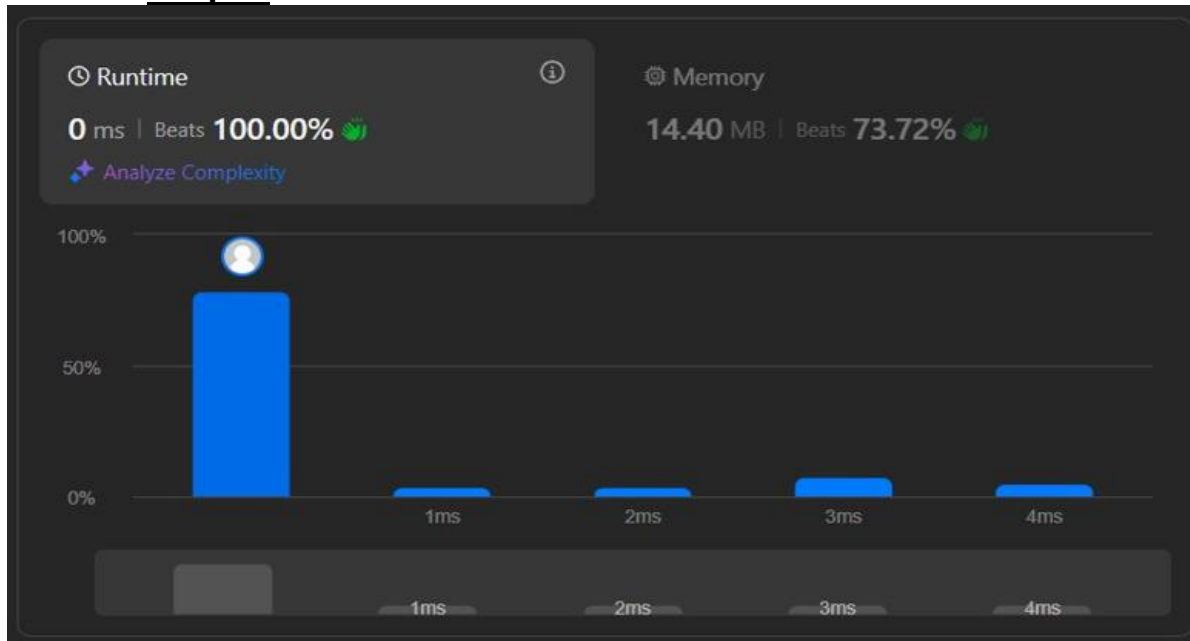 Runtime
Memory
0 ms | Beats 100.00%
14.40 MB | Beats 73.72%
Analyze Complexity
100%
50%
0%
1ms 2ms 3ms 4ms
1ms 2ms 3ms 4ms